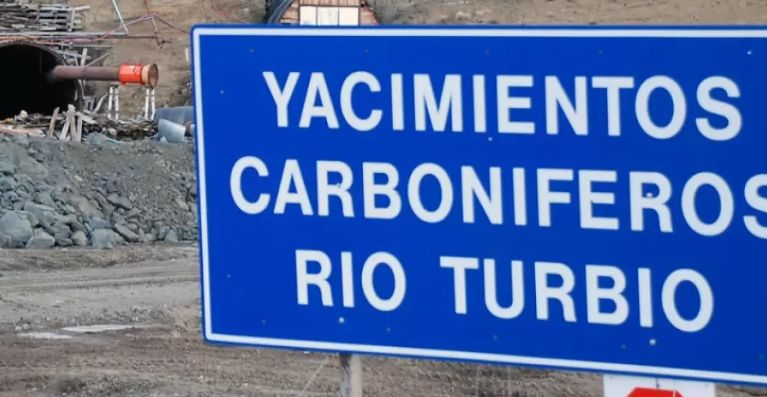 YACIMIENTOS
CARBONIFEROS
RIO TURBIO